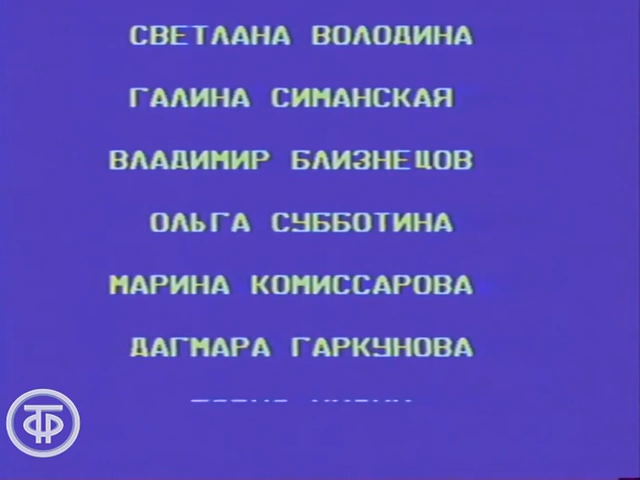 СВЕТЛАНА ВОЛОДИНА
ГАЛИНА СИМАНСКАЯ
ВЛАДИМИР БЛИЗНЕЦОВ
ОЛЬГА СУББОТИНА
МАРИНА КОМИССАРОВА
ДАГМАРА ГАРКУНОВА